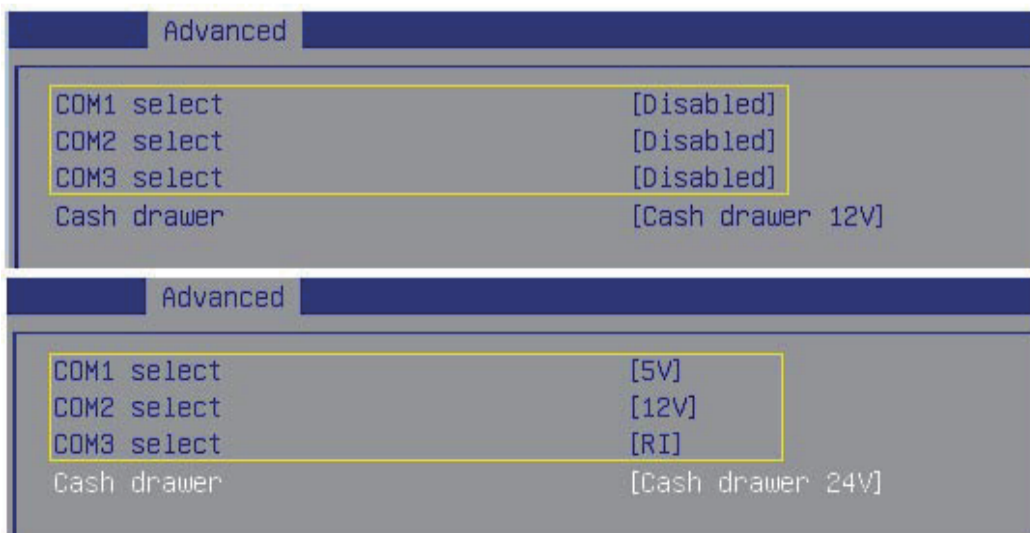 Advanced
COM1 select [Disabled]
COM2 select [Disabled]
COM3 select [Disabled]
Cash drawer [Cash drawer 12V]
Advanced
COM1 select [5V]
COM2 select [12V]
COM3 select [RI]
Cash drawer [Cash drawer 24V]